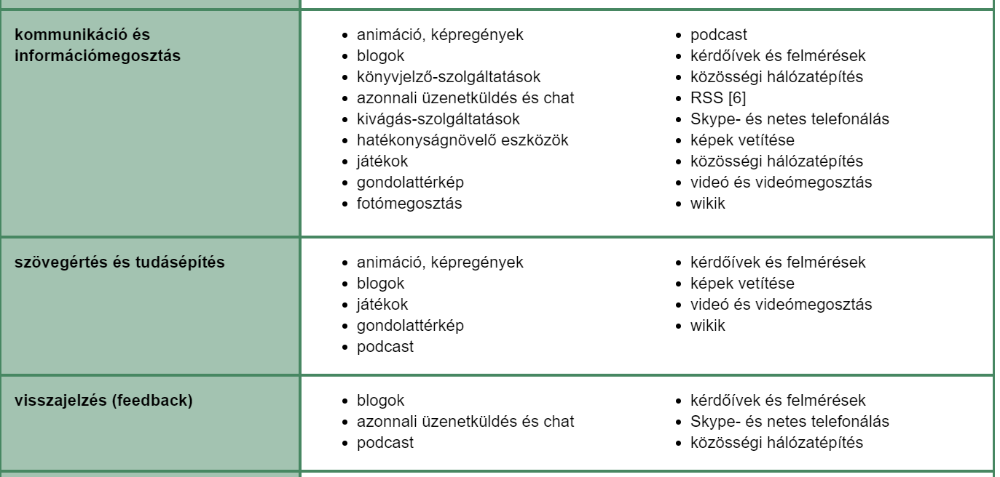 kommunikáció és
információmegosztás
animáció, képregények
blogok
könyvjelző-szolgáltatások
azonnali üzenetküldés és chat
kivágás-szolgáltatások
hatékonyságnövelő eszközök
játékok
gondolattérkép
fotómegosztás
podcast
kérdőívek és felmérések
közösségi hálózatépítés
RSS [6]
Skype- és netes telefonálás
képek vetítése
közösségi hálózatépítés
videó és videómegosztás
wikik
szövegértés és tudásépítés
animáció, képregények
blogok
játékok
gondolattérkép
podcast
kérdőívek és felmérések
képek vetítése
videó és videómegosztás
wikik
visszajelzés (feedback)
blogok
azonnali üzenetküldés és chat
podcast
kérdőívek és felmérések
Skype- és netes telefonálás
közösségi hálózatépítés